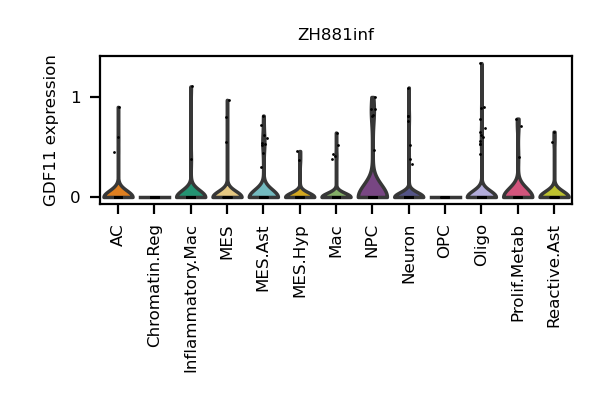 ZH881inf
GDF11 expression
1
0
AC
Chromatin.Reg
Inflammatory.Mac
MES
MES.Ast
MES.Hyp
Mac
NPC
Neuron
OPC
Oligo
Prolif.Metab
Reactive.Ast